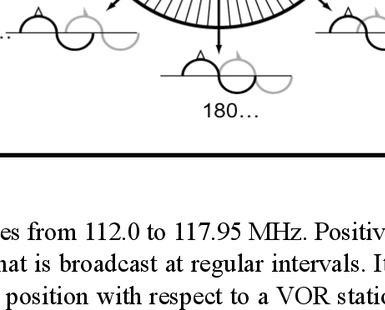 180…
es from 112.0 to 117.95 MHz. Positiv
hat is broadcast at regular intervals. It
position with respect to a VOR static